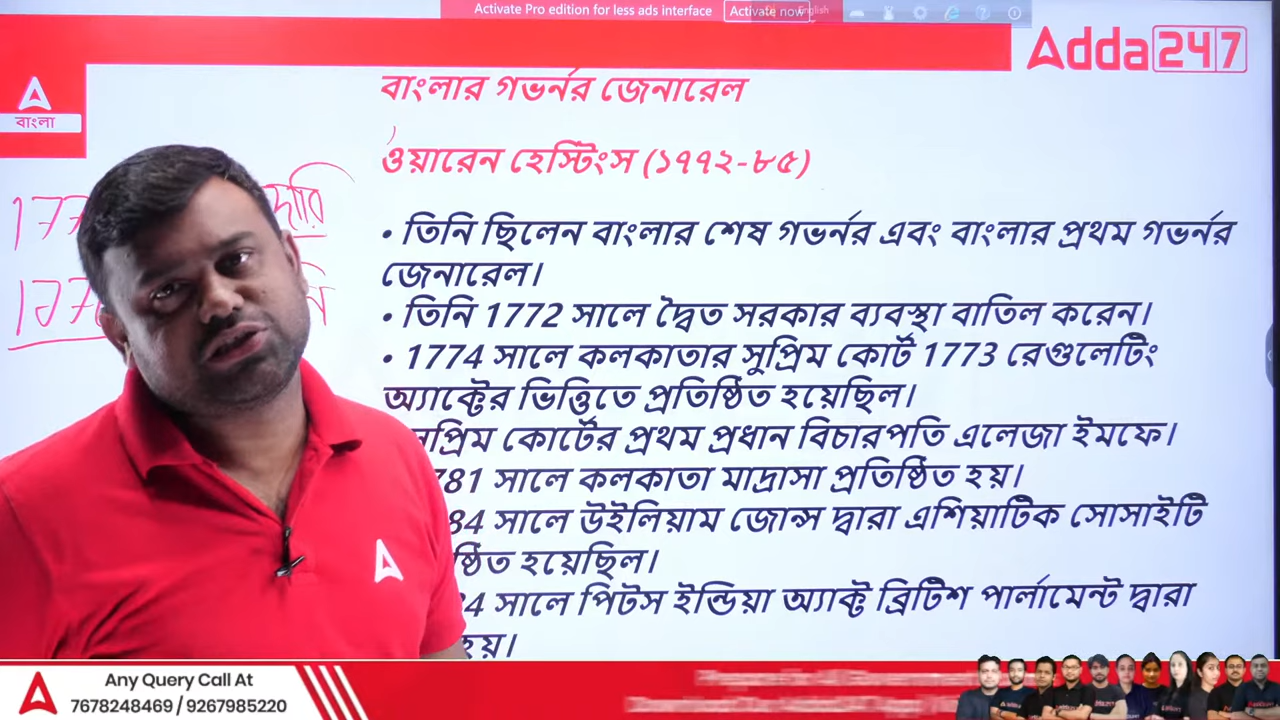 Activate Pro edition for less ads interface
Activate now
English
Adda247
বাংলা
বাংলার গভর্নর জেনারেল
ওয়ারেন হেস্টিংস (১৭৭২-৮৫)
• তিনি ছিলেন বাংলার শেষ গভর্নর এবং বাংলার প্রথম গভর্নর
জেনারেল।
• তিনি 1772 সালে দ্বৈত সরকার ব্যবস্থা বাতিল করেন।
• 1774 সালে কলকাতার সুপ্রিম কোর্ট 1773 রেগুলেটিং
অ্যাক্টের ভিত্তিতে প্রতিষ্ঠিত হয়েছিল।
কোর্টের প্রথম প্রধান বিচারপতি এলেজা ইমফে।
781 সালে কলকাতা মাদ্রাসা প্রতিষ্ঠিত হয়।
84 সালে উইলিয়াম জোন্স দ্বারা এশিয়াটিক সোসাইটি
ষ্ঠিত হয়েছিল।
84 সালে পিটস ইন্ডিয়া অ্যাক্ট ব্রিটিশ পার্লামেন্ট দ্বারা
হয়।
Any Query Call At
7678248469 / 9267985220